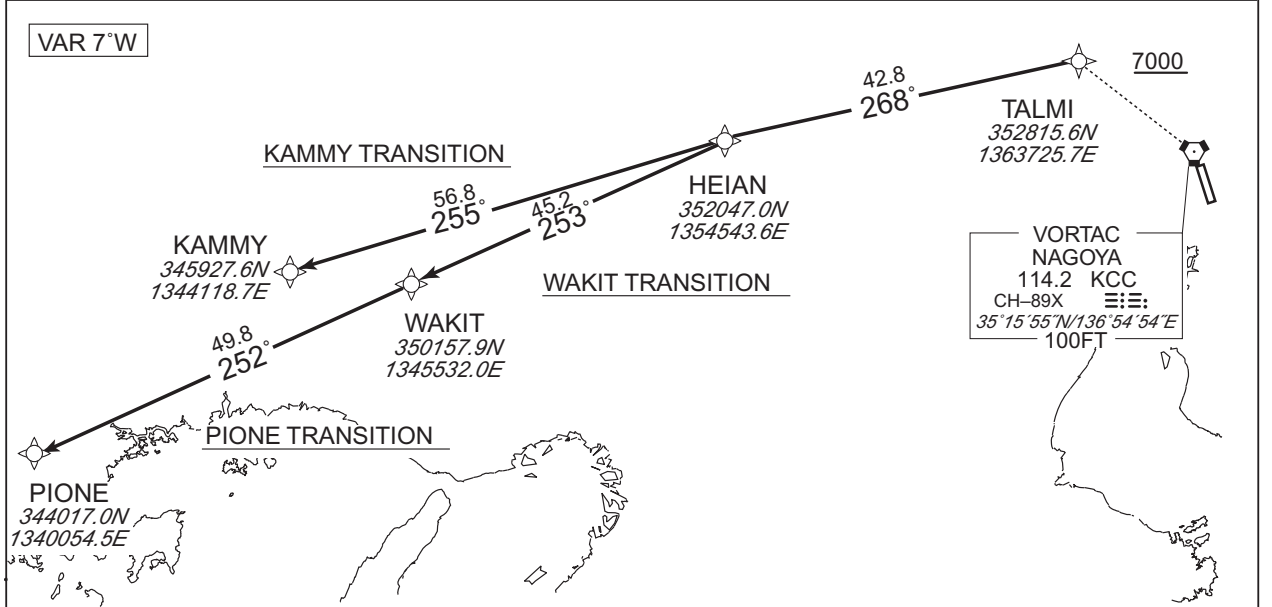 VAR 7°W
7000
42.8
268°
TALMI
352815.6N
1363725.7E
KAMMY TRANSITION
HEIAN
352047.0N
1354543.6E
56.8
255°
45.2
253°
KAMMY
345927.6N
1344118.7E
WAKIT TRANSITION
VORTAC
NAGOYA
114.2 KCC
CH–89X
35°15´55˝N/136°54´54˝E
100FT
WAKIT
350157.9N
1345532.0E
49.8
252°
PIONE TRANSITION
PIONE
344017.0N
1340054.5E